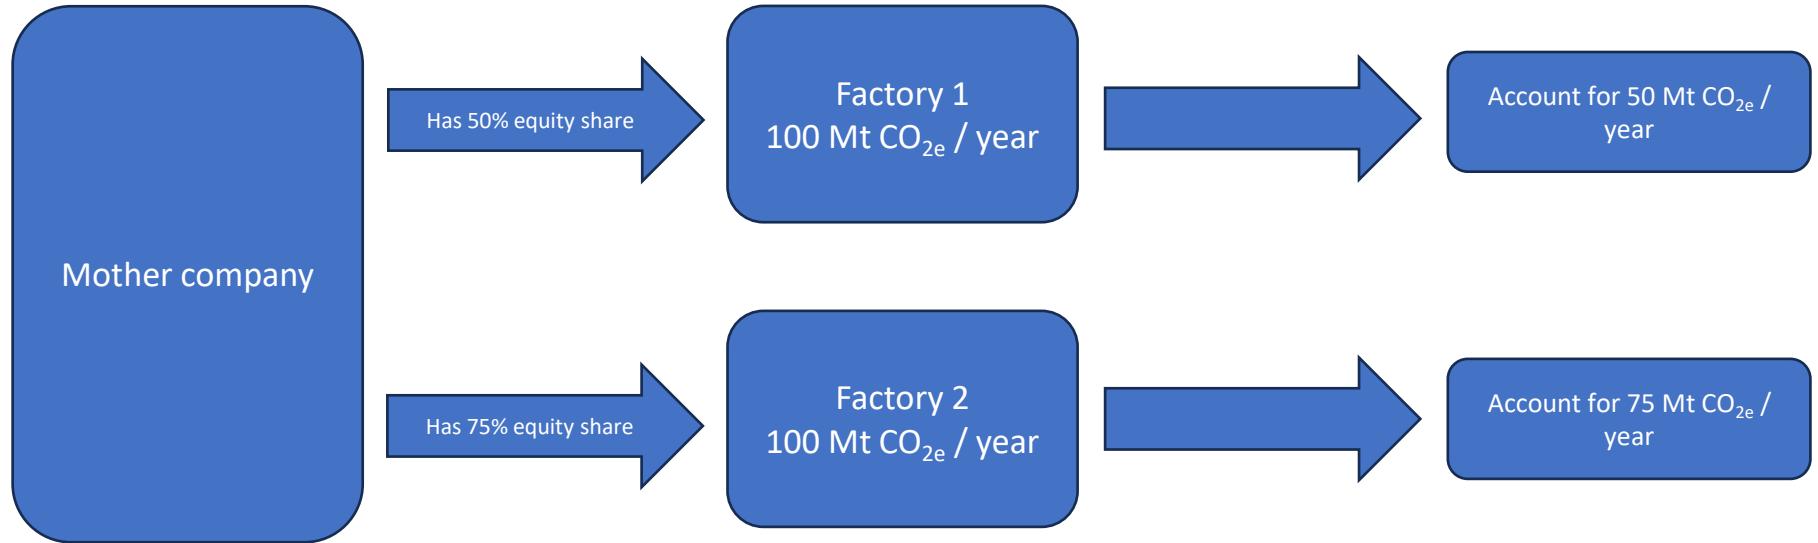 Mother company
Has 50% equity share
Factory 1
100 Mt CO2e / year
Account for 50 Mt CO2e /
year
Has 75% equity share
Factory 2
100 Mt CO2e / year
Account for 75 Mt CO2e /
year